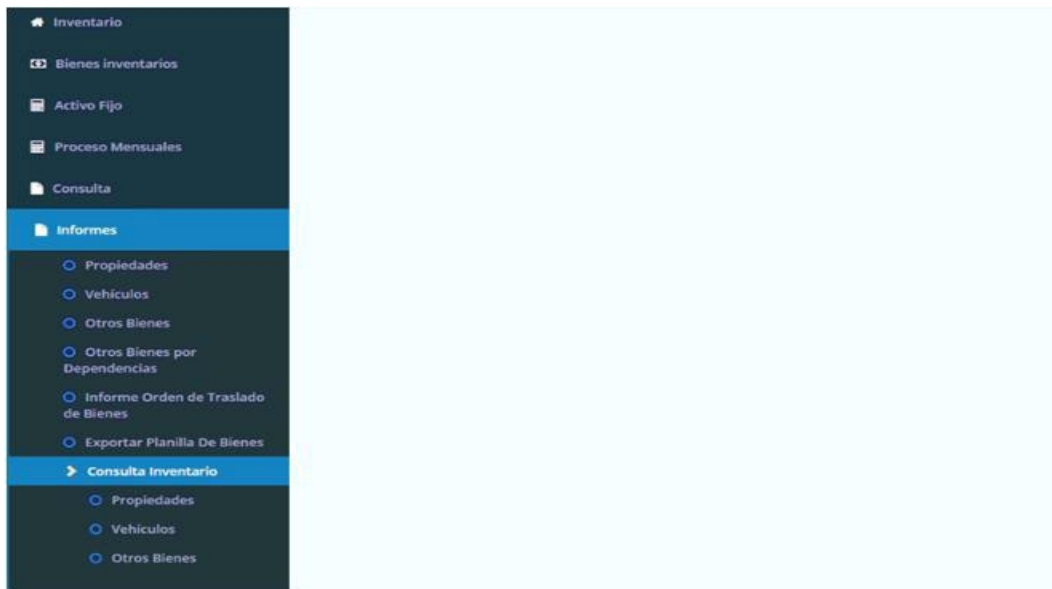 Inventario
Bienes inventarios
Activo Fijo
Proceso Mensuales
Consulta
Informes
Propiedades
Vehículos
Otros Bienes
Otros Bienes por
Dependencias
Informe Orden de Traslado
de Bienes
Exportar Planilla De Bienes
Consulta Inventario
Propiedades
Vehículos
Otros Bienes